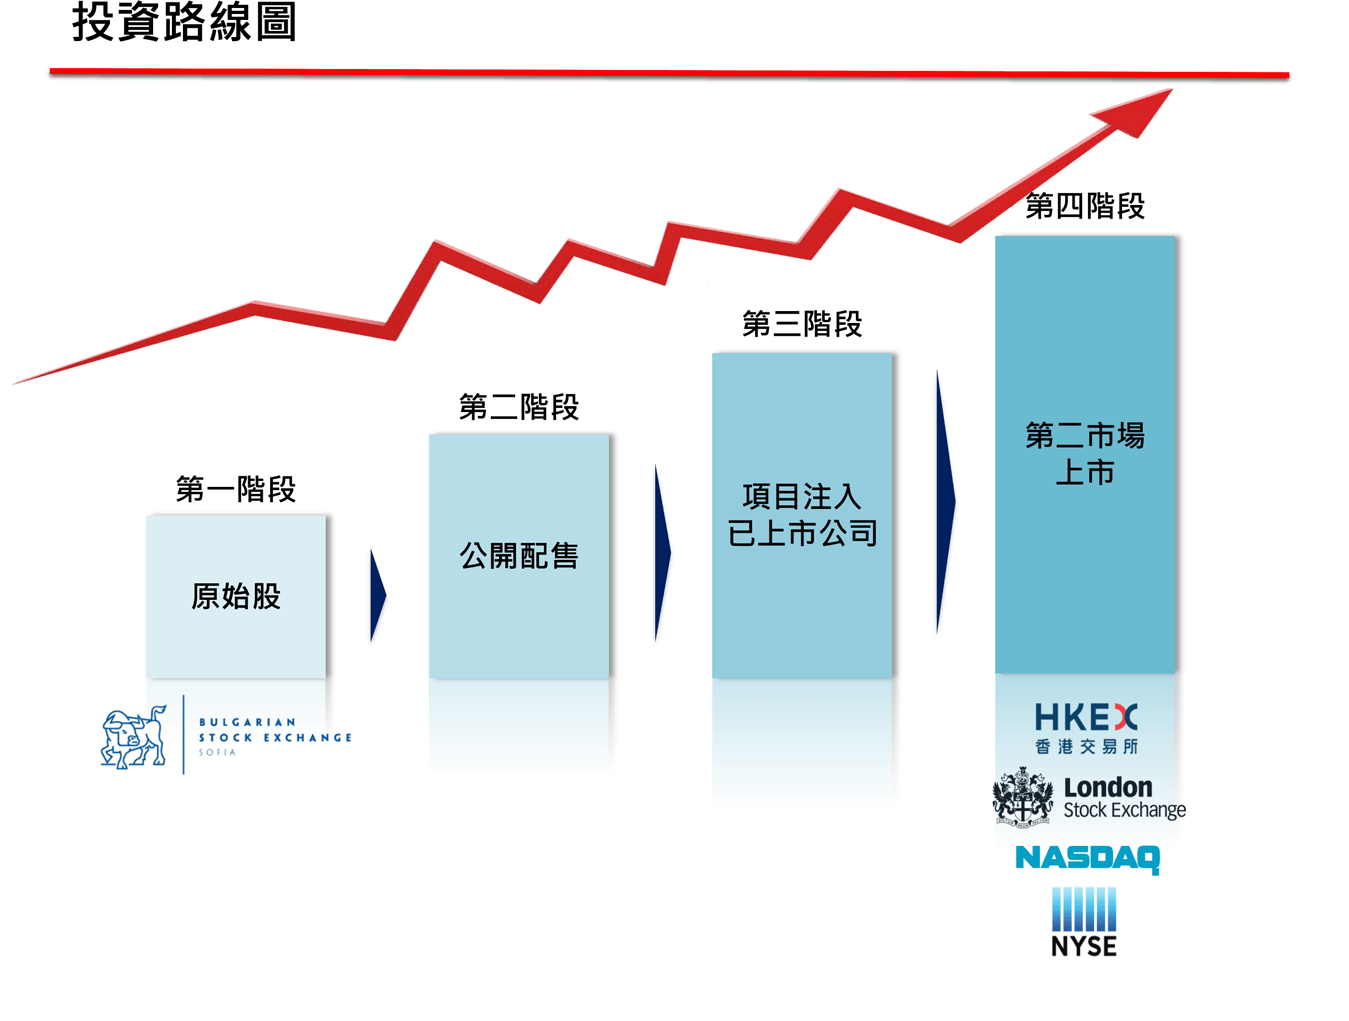 投資路線圖
第四階段
第三階段
第二階段
第一階段
第二市場
上市
項目注入
已上市公司
公開配售
原始股
BULGARIAN
STOCK EXCHANGE
SOFIA
HKEX
香港交易所
London
Stock Exchange
NASDAQ
NYSE